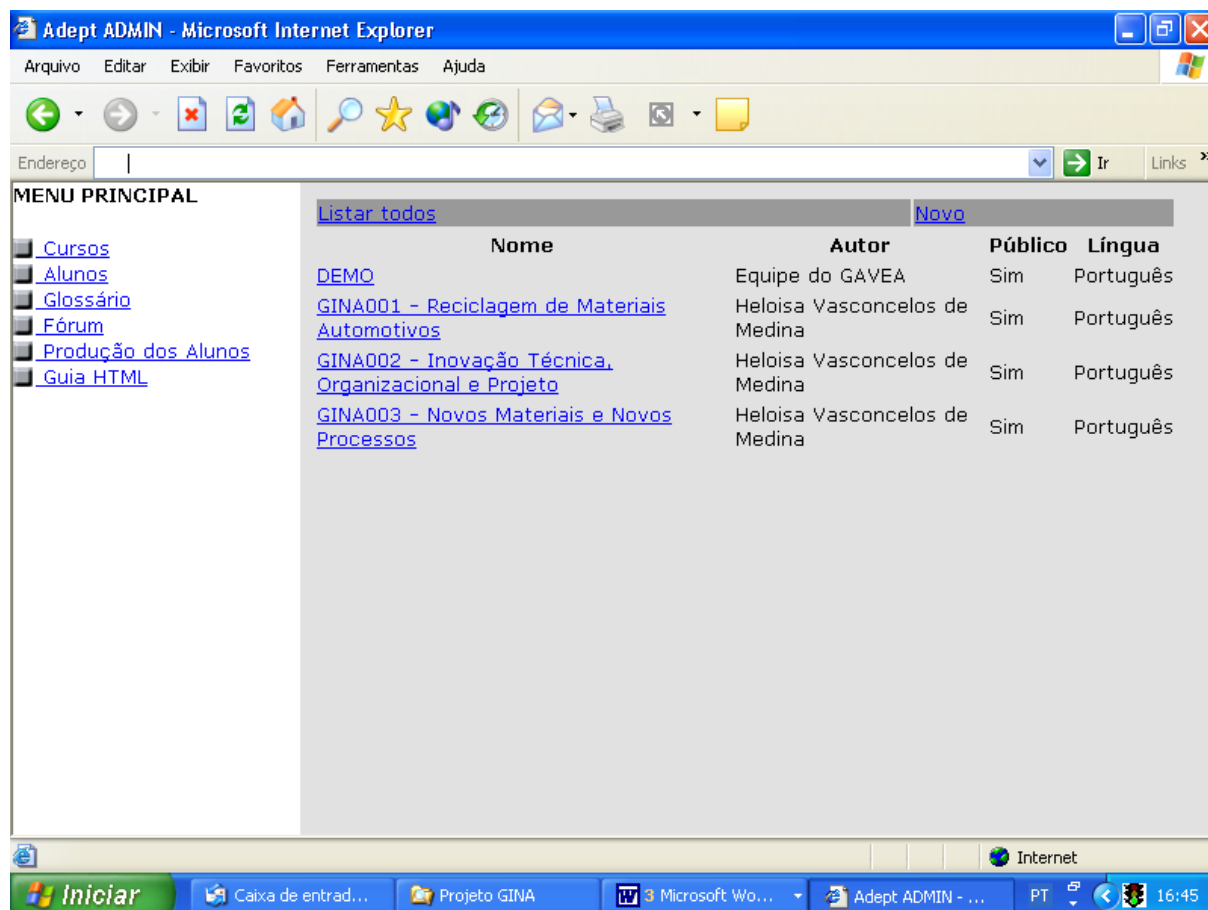 Adept ADMIN - Microsoft Internet Explorer
Arquivo Editar Exibir Favoritos Ferramentas Ajuda
Endereço Ir Links »
MENU PRINCIPAL
Cursos
Alunos
Glossário
Fórum
Produção dos Alunos
Guia HTML
Listar todos Novo
Nome Autor Público Língua
DEMO Equipe do GAVEA Sim Português
GINA001 - Reciclagem de Materiais Heloisa Vasconcelos de
Automotivos Medina Sim Português
GINA002 - Inovação Técnica, Heloisa Vasconcelos de
Organizacional e Projeto Medina Sim Português
GINA003 - Novos Materiais e Novos Heloisa Vasconcelos de
Processos Medina Sim Português
Internet
Iniciar Caixa de entrad... Projeto GINA 3 Microsoft Wo... Adept ADMIN - ... PT 16:45